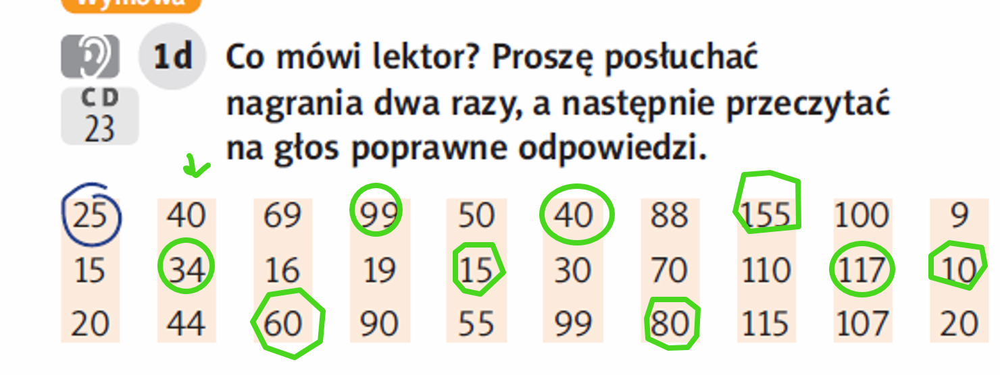 Wymowa
1d Co mówi lektor? Proszę posłuchać
CD nagrania dwa razy, a następnie przeczytać
23 na głos poprawne odpowiedzi.
25 40 69 99 50 40 88 155 100 9
15 34 16 19 15 30 70 110 117 10
20 44 60 90 55 99 80 115 107 20